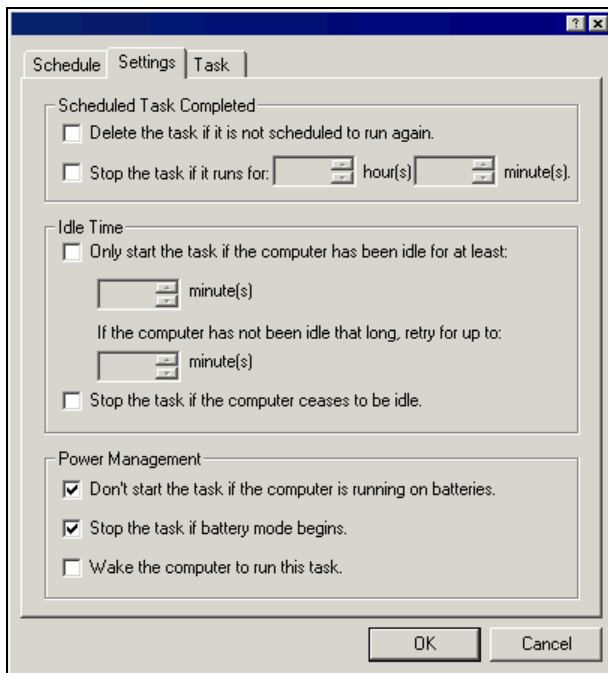 ? x
Schedule Settings Task
Scheduled Task Completed
Delete the task if it is not scheduled to run again.
Stop the task if it runs for: hour(s) minute(s).
Idle Time
Only start the task if the computer has been idle for at least:
minute(s)
If the computer has not been idle that long, retry for up to:
minute(s)
Stop the task if the computer ceases to be idle.
Power Management
Don't start the task if the computer is running on batteries.
Stop the task if battery mode begins.
Wake the computer to run this task.
OK Cancel